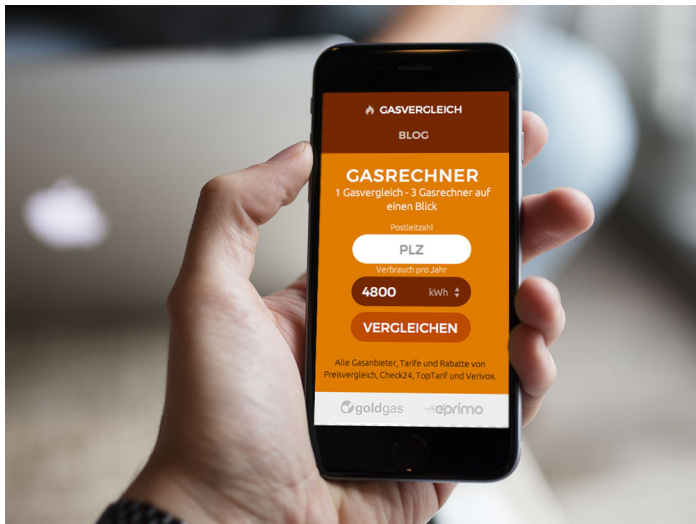 GASVERGLEICH
BLOG
GASRECHNER
1 Gasvergleich - 3 Gasrechner auf
einen Blick
Postleitzahl
PLZ
Verbrauch pro Jahr
4800 kWh
VERGLEICHEN
Alle Gasanbieter, Tarife und Rabatte von
Preisvergleich, Check24, TopTarif und Verivox.
goldgas eprimo